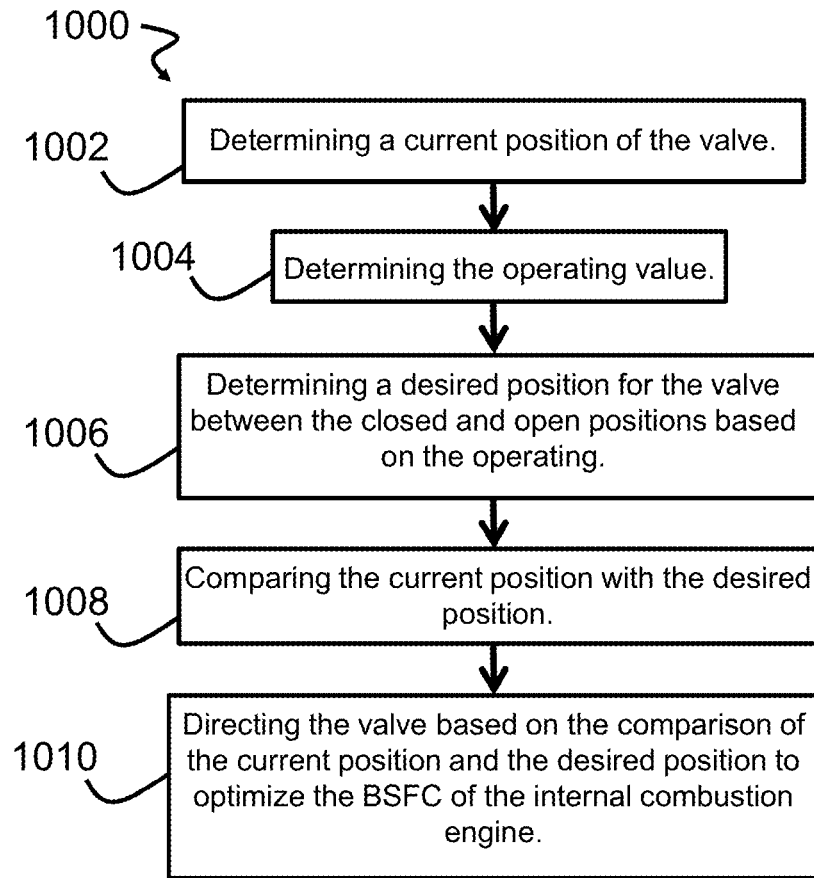 1000
1002
Determining a current position of the valve.
1004
Determining the operating value.
1006
Determining a desired position for the valve
between the closed and open positions based
on the operating.
1008
Comparing the current position with the desired
position.
1010
Directing the valve based on the comparison of
the current position and the desired position to
optimize the BSFC of the internal combustion
engine.